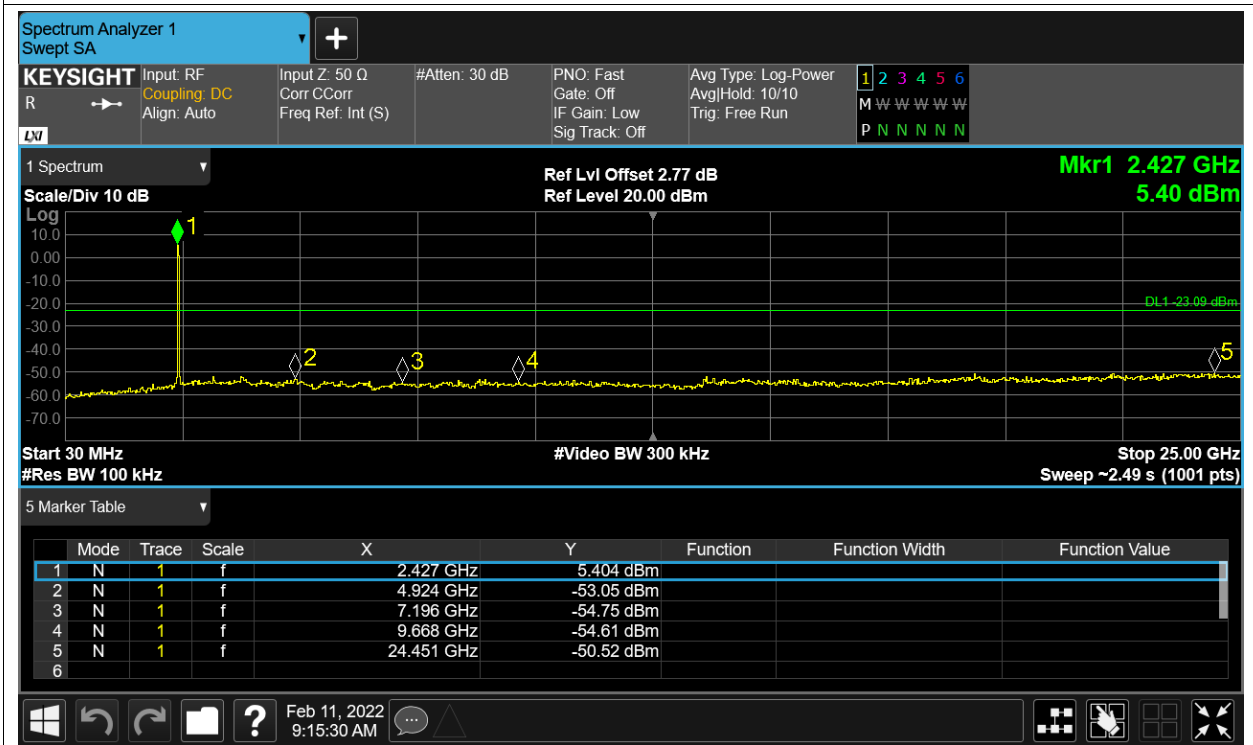 Spectrum Analyzer 1
Swept SA
+
KEYSIGHT
R
LXI
Input: RF
Coupling: DC
Align: Auto
Input Z: 50 Ω
Corr CCorr
Freq Ref: Int (S)
#Atten: 30 dB
PNO: Fast
Gate: Off
IF Gain: Low
Sig Track: Off
Avg Type: Log-Power
Avg|Hold: 10/10
Trig: Free Run
1 2 3 4 5 6
M W W W W W
P N N N N N
1 Spectrum
Scale/Div 10 dB
Ref Lvl Offset 2.77 dB
Ref Level 20.00 dBm
Mkr1 2.427 GHz
5.40 dBm
Log
10.0
0.00
-10.0
-20.0
-30.0
-40.0
-50.0
-60.0
-70.0
1
2
3
4
5
DL1 -23.09 dBm
Start 30 MHz
#Res BW 100 kHz
#Video BW 300 kHz
Stop 25.00 GHz
Sweep ~2.49 s (1001 pts)
5 Marker Table
Mode Trace Scale X Y Function Function Width Function Value
1 N 1 f 2.427 GHz 5.404 dBm
2 N 1 f 4.924 GHz -53.05 dBm
3 N 1 f 7.196 GHz -54.75 dBm
4 N 1 f 9.668 GHz -54.61 dBm
5 N 1 f 24.451 GHz -50.52 dBm
6
?
Feb 11, 2022
9:15:30 AM